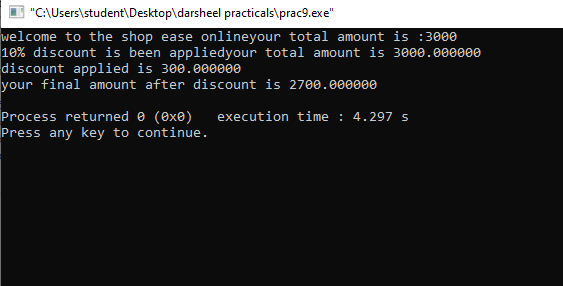 "C:\Users\student\Desktop\darsheel practicals\prac9.exe"
welcome to the shop ease onlineyour total amount is :3000
10% discount is been appliedyour total amount is 3000.000000
discount applied is 300.000000
your final amount after discount is 2700.000000
Process returned 0 (0x0)   execution time : 4.297 s
Press any key to continue.